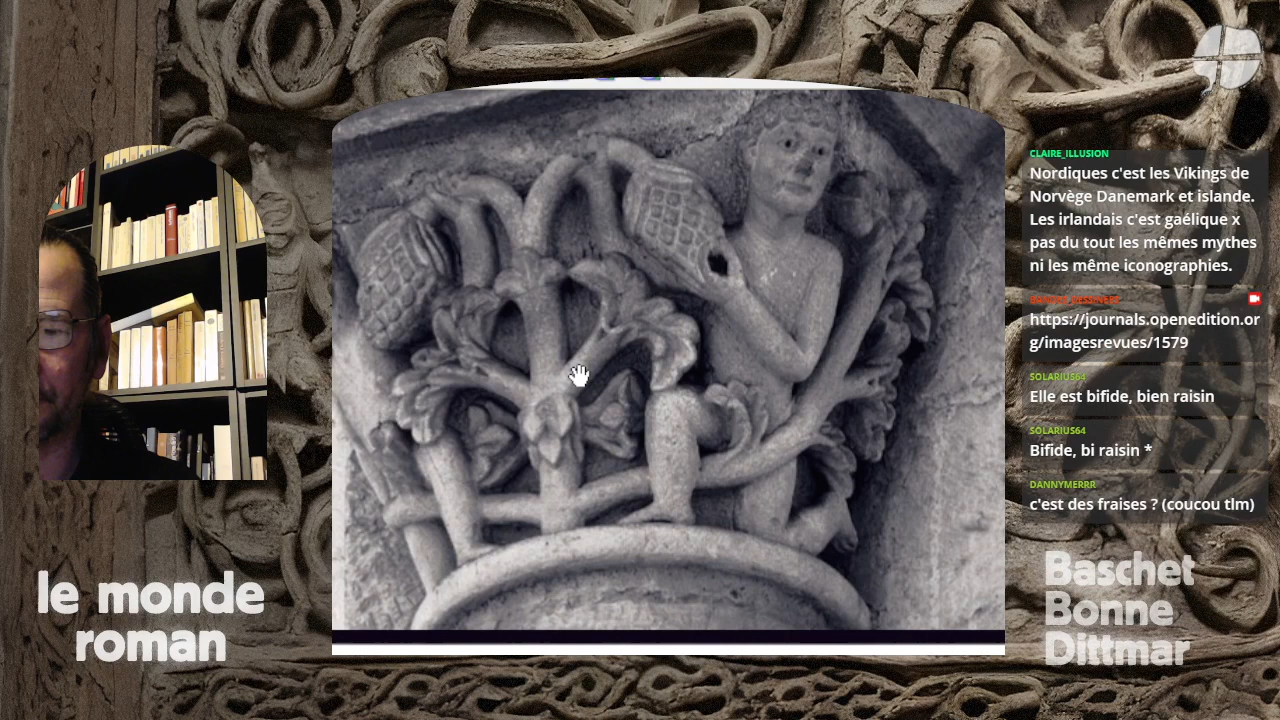 CLAIRE_ILLUSION
Nordiques c'est les Vikings de
Norvège Danemark et islande.
Les irlandais c'est gaélique x
pas du tout les mêmes mythes
ni les même iconographies.
https://journals.openedition.or
g/imagesrevues/1579
SOLARIUS64
Elle est bifide, bien raisin
SOLARIUS64
Bifide, bi raisin *
DANNYMERRR
c'est des fraises ? (coucou tlm)
le monde
roman
Baschet
Bonne
Dittmar